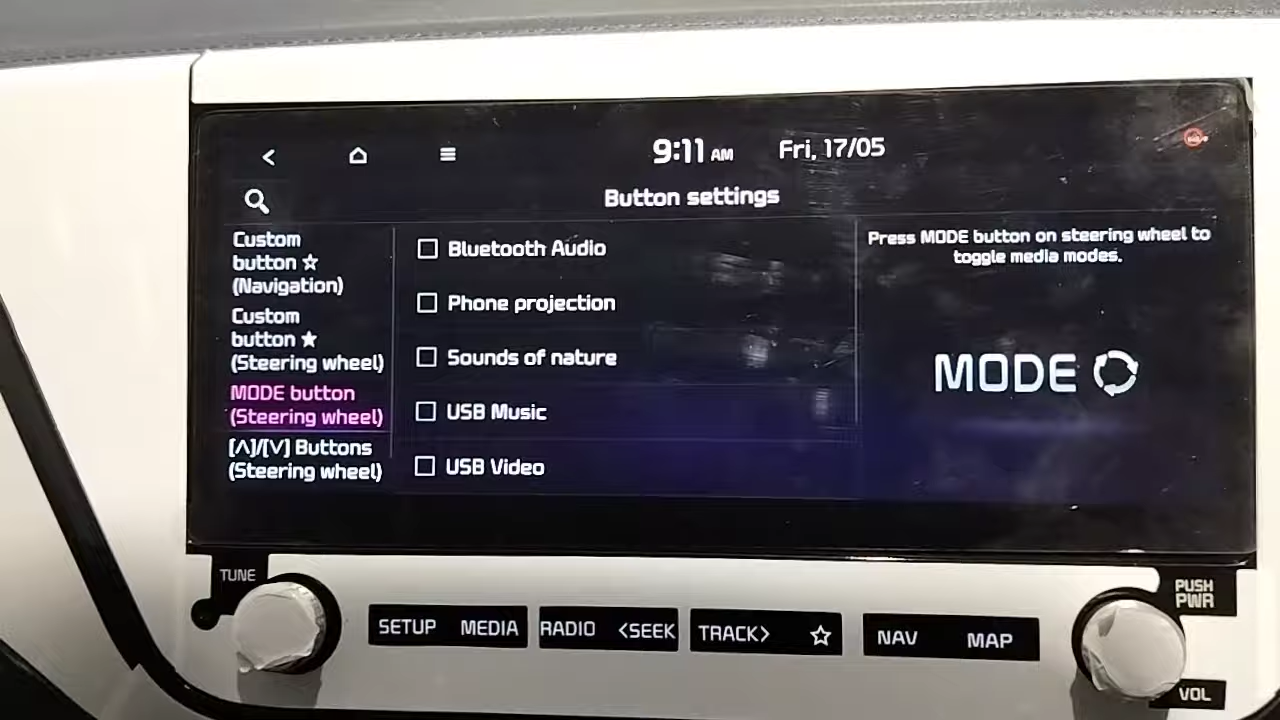 9:11 AM Fri, 17/05
Button settings
Custom
button ☆
(Navigation)
Custom
button ★
(Steering wheel)
MODE button
(Steering wheel)
[∧]/[∨] Buttons
(Steering wheel)
Bluetooth Audio
Phone projection
Sounds of nature
USB Music
USB Video
Press MODE button on steering wheel to
toggle media modes.
MODE
TUNE
SETUP MEDIA RADIO <SEEK TRACK> ☆ NAV MAP
PUSH
PWR
VOL